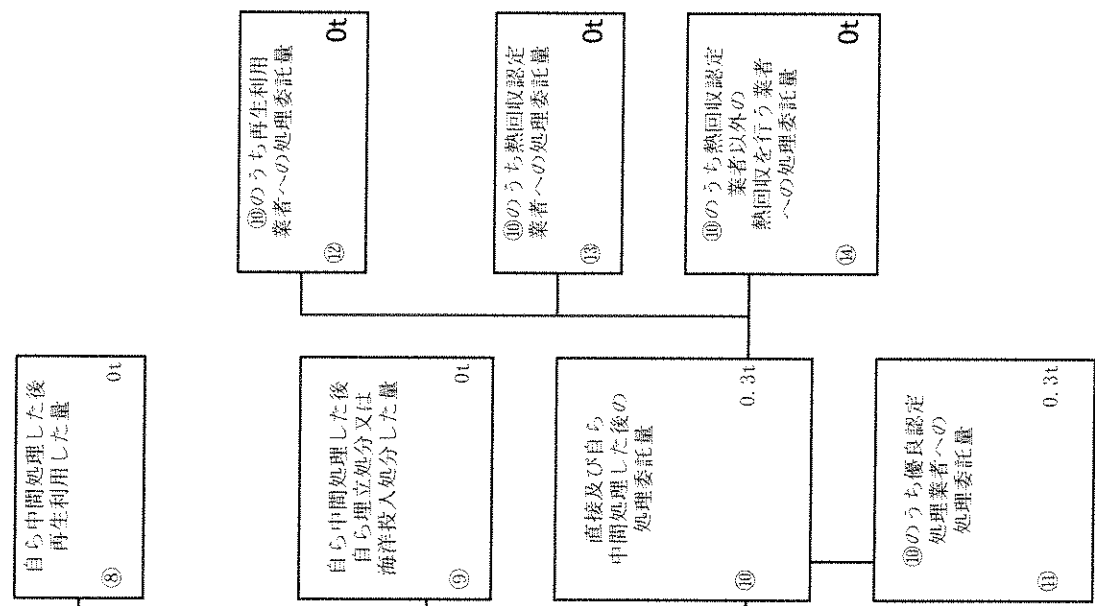 自ら中間処理した後
再生利用した量
⑧
0t
自ら中間処理した後
自ら埋立処分又は
海洋投入処分した量
⑨
0t
直接及び自ら
中間処理した後の
処理委託量
⑩
0.3t
⑩のうち優良認定
処理業者への
処理委託量
⑪
0.3t
⑩のうち再生利用
業者への処理委託量
⑫
0t
⑩のうち熱回収認定
業者への処理委託量
⑬
0t
⑩のうち熱回収認定
業者以外の
熱回収を行う業者
への処理委託量
⑭
0t